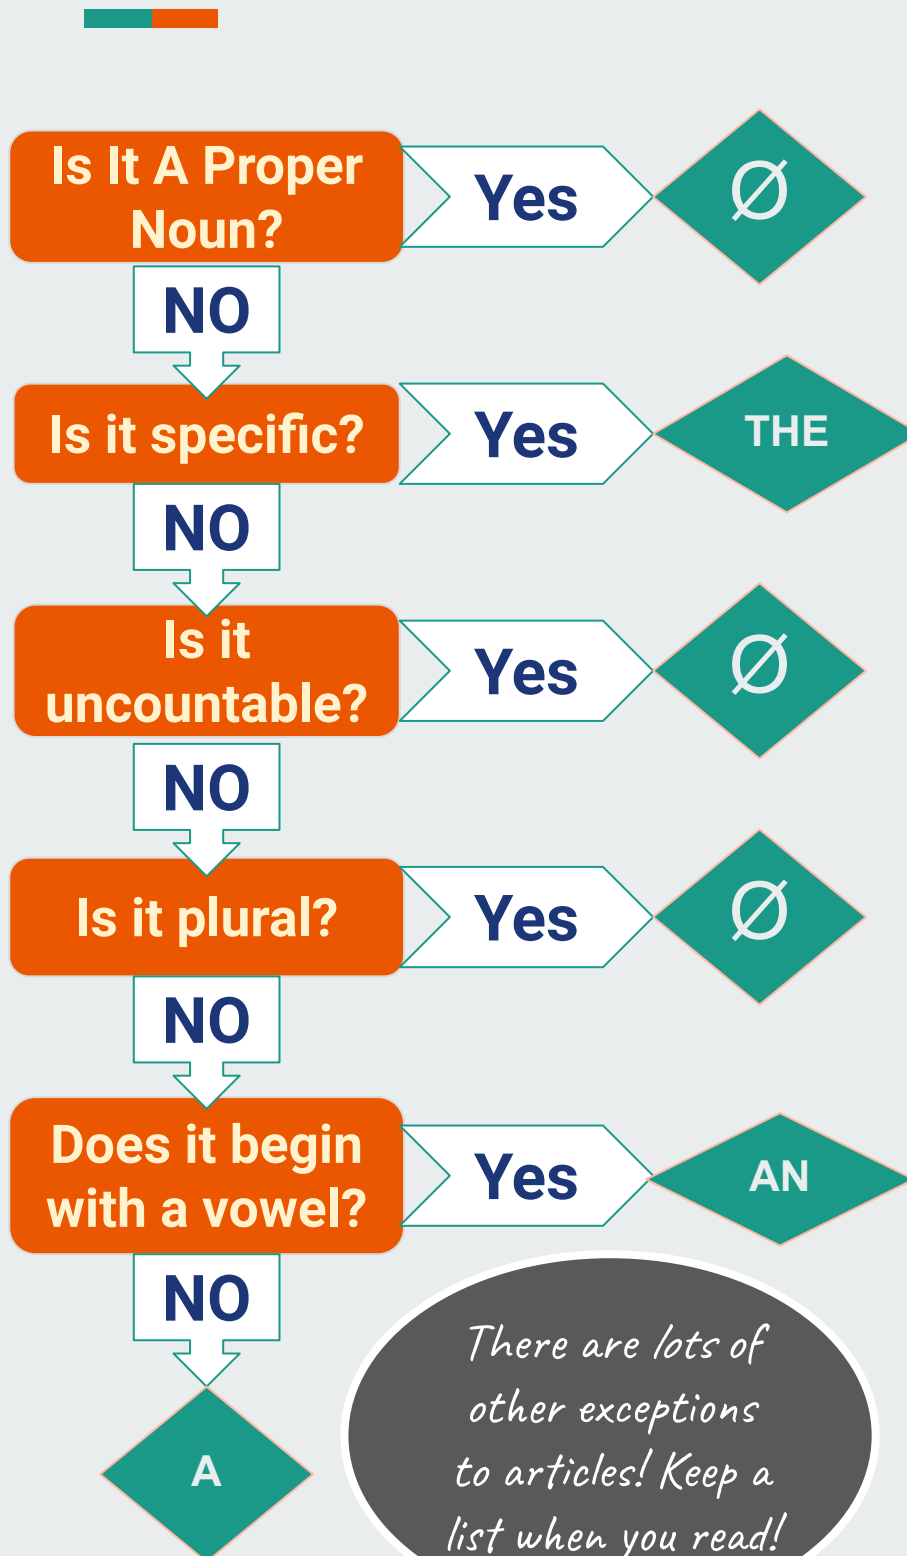 Is It A Proper
Noun?
Yes
Ø
NO
Is it specific?
Yes
THE
NO
Is it
uncountable?
Yes
Ø
NO
Is it plural?
Yes
Ø
NO
Does it begin
with a vowel?
Yes
AN
NO
A
There are lots of
other exceptions
to articles! Keep a
list when you read!